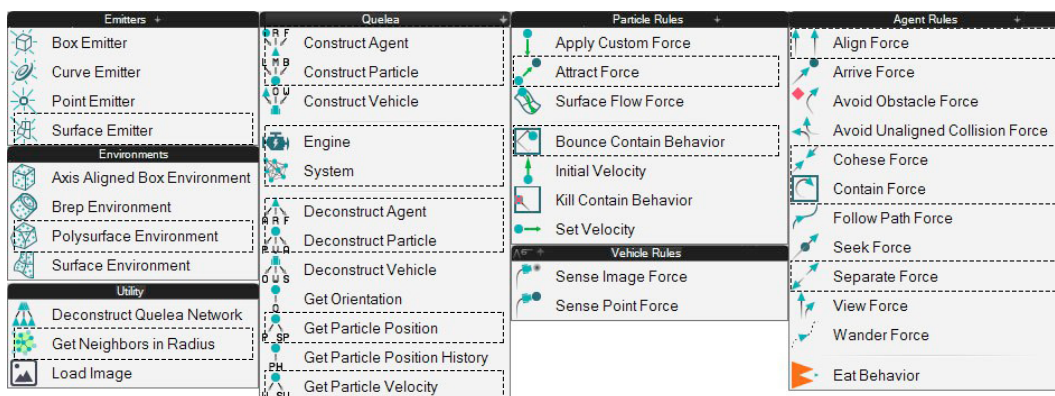 Emitters
Box Emitter
Curve Emitter
Point Emitter
Surface Emitter
Environments
Axis Aligned Box Environment
Brep Environment
Polysurface Environment
Surface Environment
Utility
Deconstruct Quelea Network
Get Neighbors in Radius
Load Image
Quelea
A R F
Construct Agent
L M B
Construct Particle
O W
Construct Vehicle
Engine
System
Deconstruct Agent
A R F
Deconstruct Particle
P V A
Deconstruct Vehicle
O W S
Get Orientation
O
Get Particle Position
P SP
Get Particle Position History
PH
Get Particle Velocity
Particle Rules
Apply Custom Force
Attract Force
Surface Flow Force
Bounce Contain Behavior
Initial Velocity
Kill Contain Behavior
Set Velocity
Vehicle Rules
Sense Image Force
Sense Point Force
Agent Rules
Align Force
Arrive Force
Avoid Obstacle Force
Avoid Unaligned Collision Force
Cohese Force
Contain Force
Follow Path Force
Seek Force
Separate Force
View Force
Wander Force
Eat Behavior